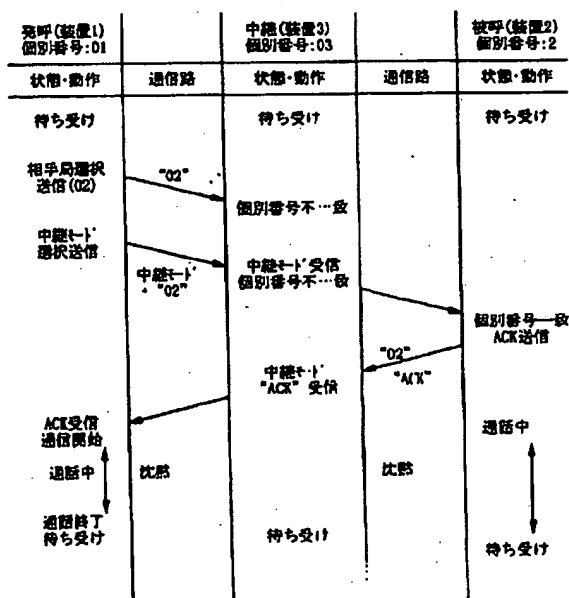 発呼(装置1)
個別番号:01
中継(装置3)
個別番号:03
被呼(装置2)
個別番号:2
状態・動作
通信路
状態・動作
通信路
状態・動作
待ち受け
待ち受け
待ち受け
相手局選択
送信(02)
"02"
個別番号不一致
中継モード
選択送信
中継モード
"02"
中継モード受信
個別番号不一致
個別番号一致
ACK送信
"02"
"ACK"
中継モード
"ACK"受信
ACK受信
通信開始
通話中
通話中
沈黙
沈黙
通話終了
待ち受け
待ち受け
待ち受け